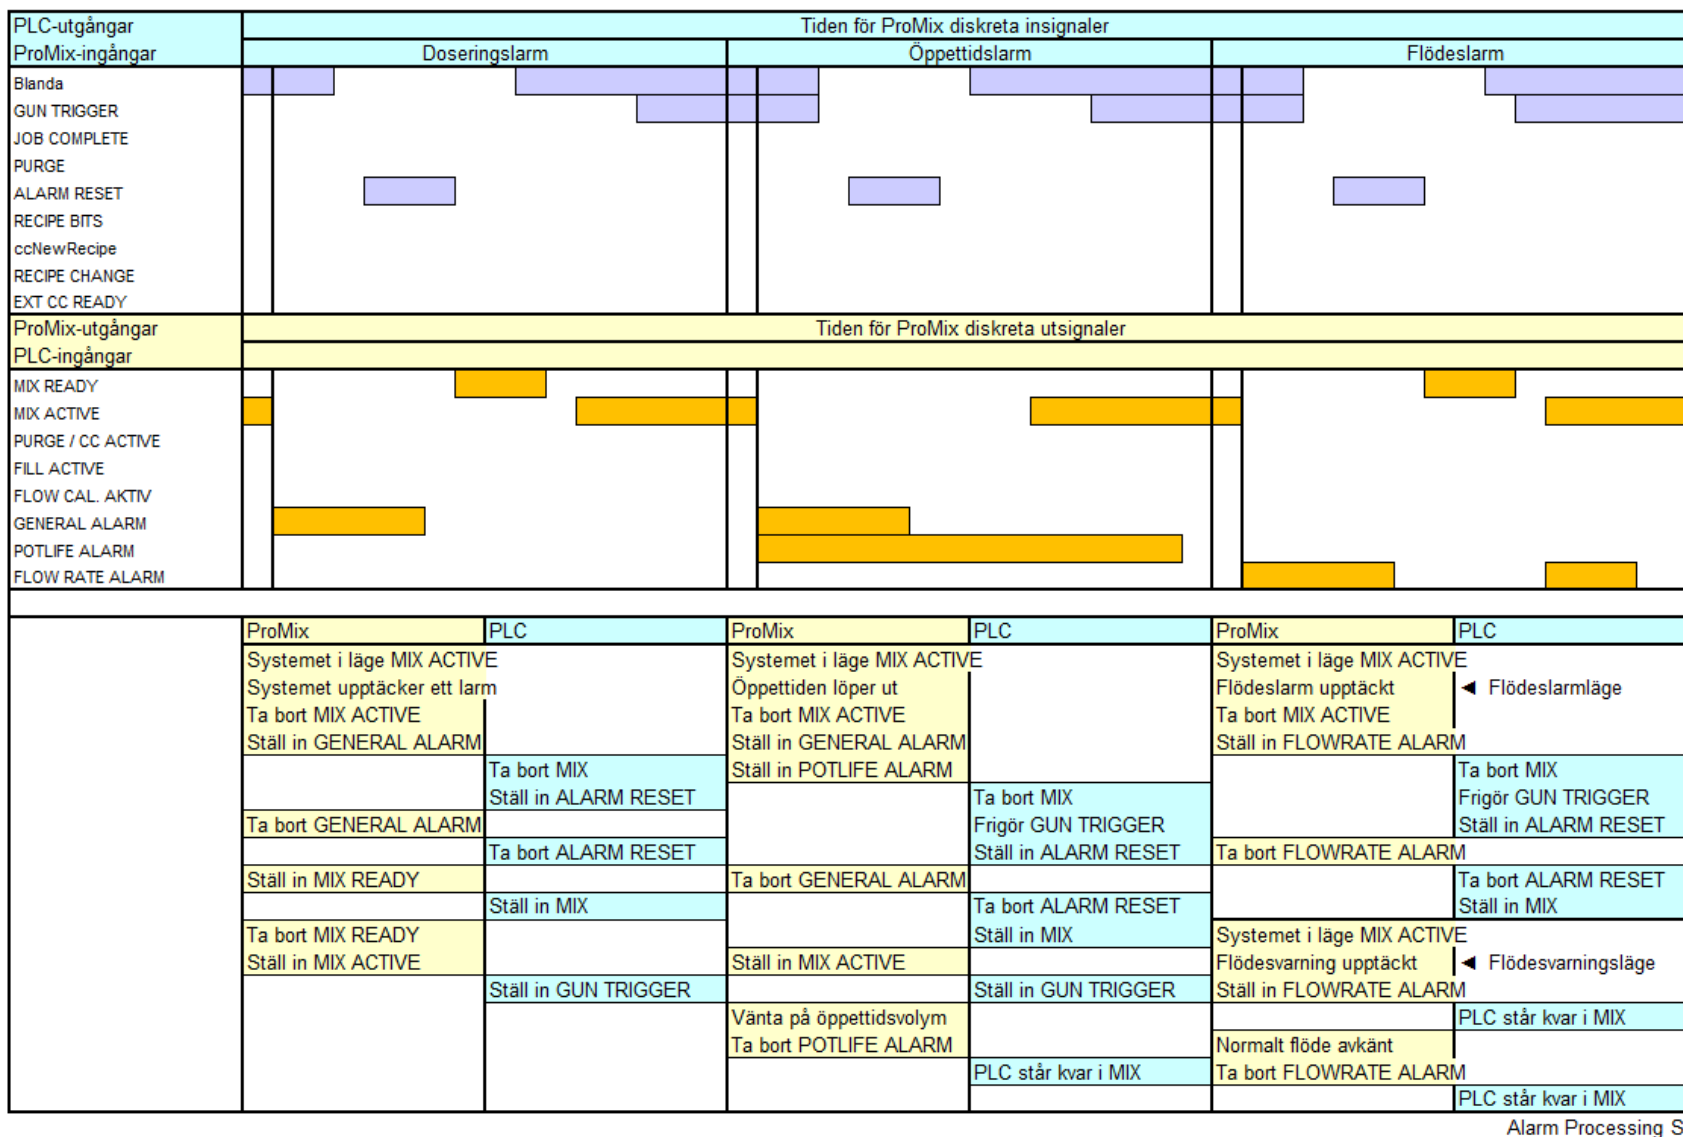 PLC-utgångar
Tiden för ProMix diskreta insignaler
ProMix-ingångar
Doseringslarm
Öppettidslarm
Flödeslarm
Blanda
GUN TRIGGER
JOB COMPLETE
PURGE
ALARM RESET
RECIPE BITS
ccNewRecipe
RECIPE CHANGE
EXT CC READY
ProMix-utgångar
Tiden för ProMix diskreta utsignaler
PLC-ingångar
MIX READY
MIX ACTIVE
PURGE / CC ACTIVE
FILL ACTIVE
FLOW CAL. AKTIV
GENERAL ALARM
POTLIFE ALARM
FLOW RATE ALARM
ProMix
PLC
Systemet i läge MIX ACTIVE
Systemet upptäcker ett larm
Ta bort MIX ACTIVE
Ställ in GENERAL ALARM
Ta bort MIX
Ställ in ALARM RESET
Ta bort GENERAL ALARM
Ta bort ALARM RESET
Ställ in MIX READY
Ställ in MIX
Ta bort MIX READY
Ställ in MIX ACTIVE
Ställ in GUN TRIGGER
ProMix
PLC
Systemet i läge MIX ACTIVE
Öppettiden löper ut
Ta bort MIX ACTIVE
Ställ in GENERAL ALARM
Ställ in POTLIFE ALARM
Ta bort MIX
Frigör GUN TRIGGER
Ställ in ALARM RESET
Ta bort GENERAL ALARM
Ta bort ALARM RESET
Ställ in MIX
Ställ in MIX ACTIVE
Ställ in GUN TRIGGER
Vänta på öppettidsvolym
Ta bort POTLIFE ALARM
PLC står kvar i MIX
ProMix
PLC
Systemet i läge MIX ACTIVE
Flödeslarm upptäckt
◄ Flödeslarmläge
Ta bort MIX ACTIVE
Ställ in FLOWRATE ALARM
Ta bort MIX
Frigör GUN TRIGGER
Ställ in ALARM RESET
Ta bort FLOWRATE ALARM
Ta bort ALARM RESET
Ställ in MIX
Systemet i läge MIX ACTIVE
Flödesvarning upptäckt
◄ Flödesvarningsläge
Ställ in FLOWRATE ALARM
PLC står kvar i MIX
Normalt flöde avkänt
Ta bort FLOWRATE ALARM
PLC står kvar i MIX
Alarm Processing S